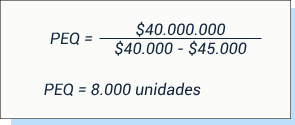 PEQ = $40.000.000
$40.000 - $45.000
PEQ = 8.000 unidades